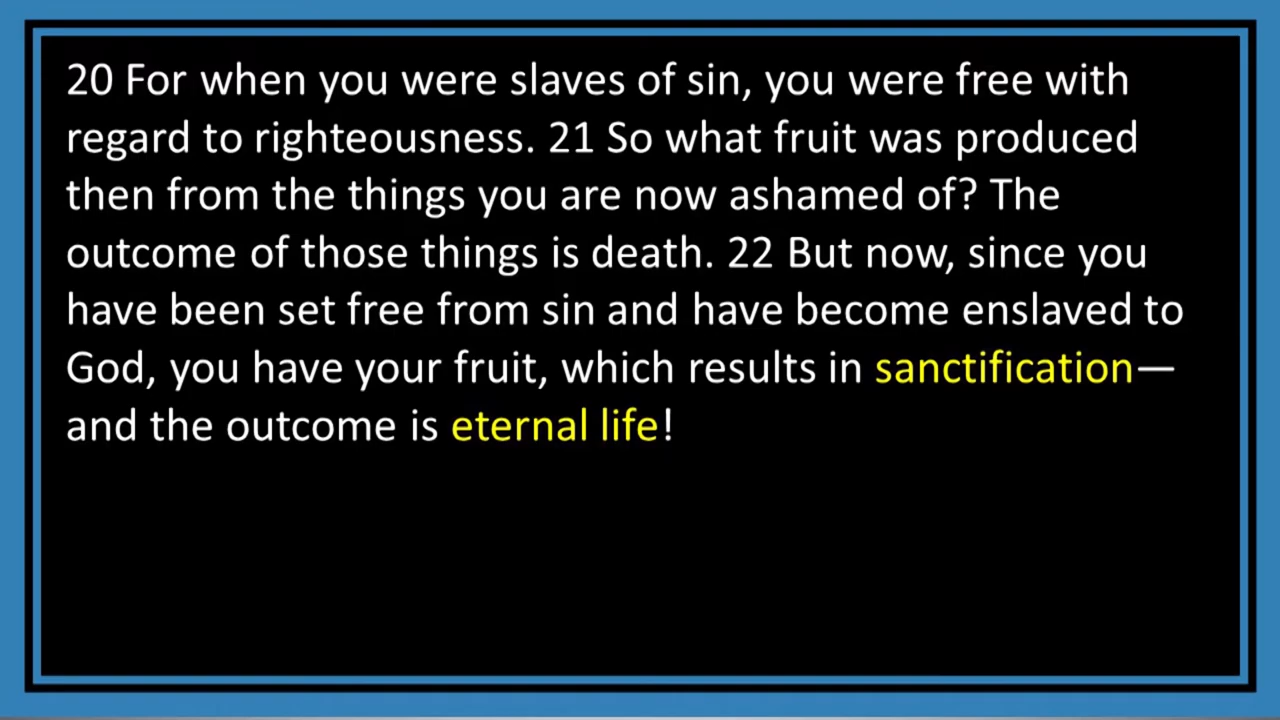 20 For when you were slaves of sin, you were free with
regard to righteousness. 21 So what fruit was produced
then from the things you are now ashamed of? The
outcome of those things is death. 22 But now, since you
have been set free from sin and have become enslaved to
God, you have your fruit, which results in sanctification—
and the outcome is eternal life!